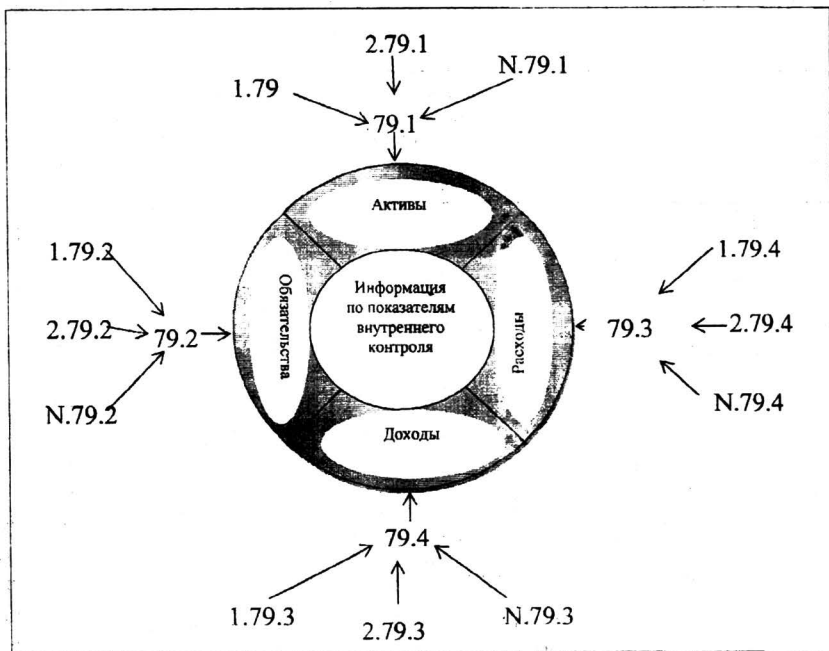 2.79.1
1.79
N.79.1
79.1
Активы
1.79.2
2.79.2
79.2
N.79.2
Обязательства
Информация
по показателям
внутреннего
контроля
Расходы
79.3
1.79.4
2.79.4
N.79.4
Доходы
79.4
1.79.3
2.79.3
N.79.3